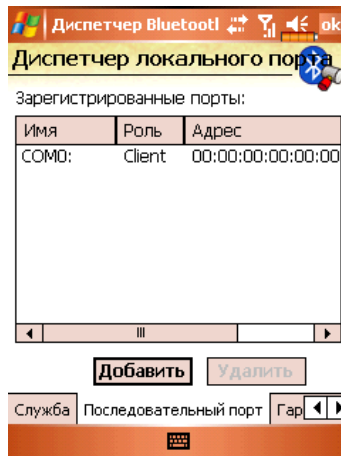 Диспетчер Bluetootl ok
Диспетчер локального порта
Зарегистрированные порты:
Имя Роль Адрес
COM0: Client 00:00:00:00:00:00
Добавить Удалить
Служба Последовательный порт Гар